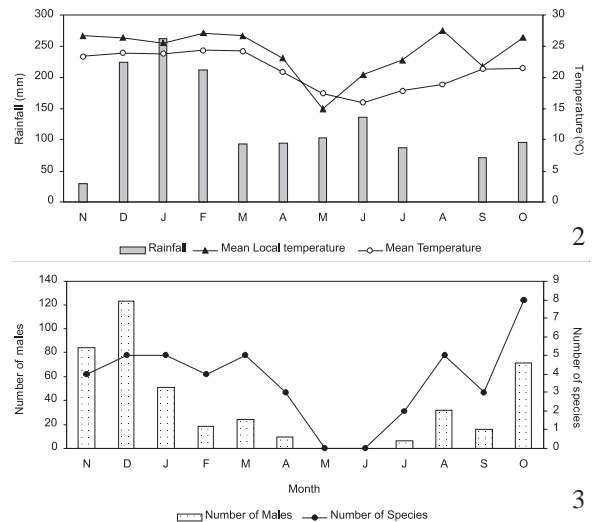 300 30
250 25
200 20
150 15
100 10
50 5
0 0
Rainfall (mm)
Temperature (ºC)
N D J F M A M J J A S O
Rainfall Mean Local temperature Mean Temperature
2
140 9
120 8
100 7
80 6
60 5
40 4
20 3
0 2
1
0
Number of males
Number of species
N D J F M A M J J A S O
Month
Number of Males Number of Species
3